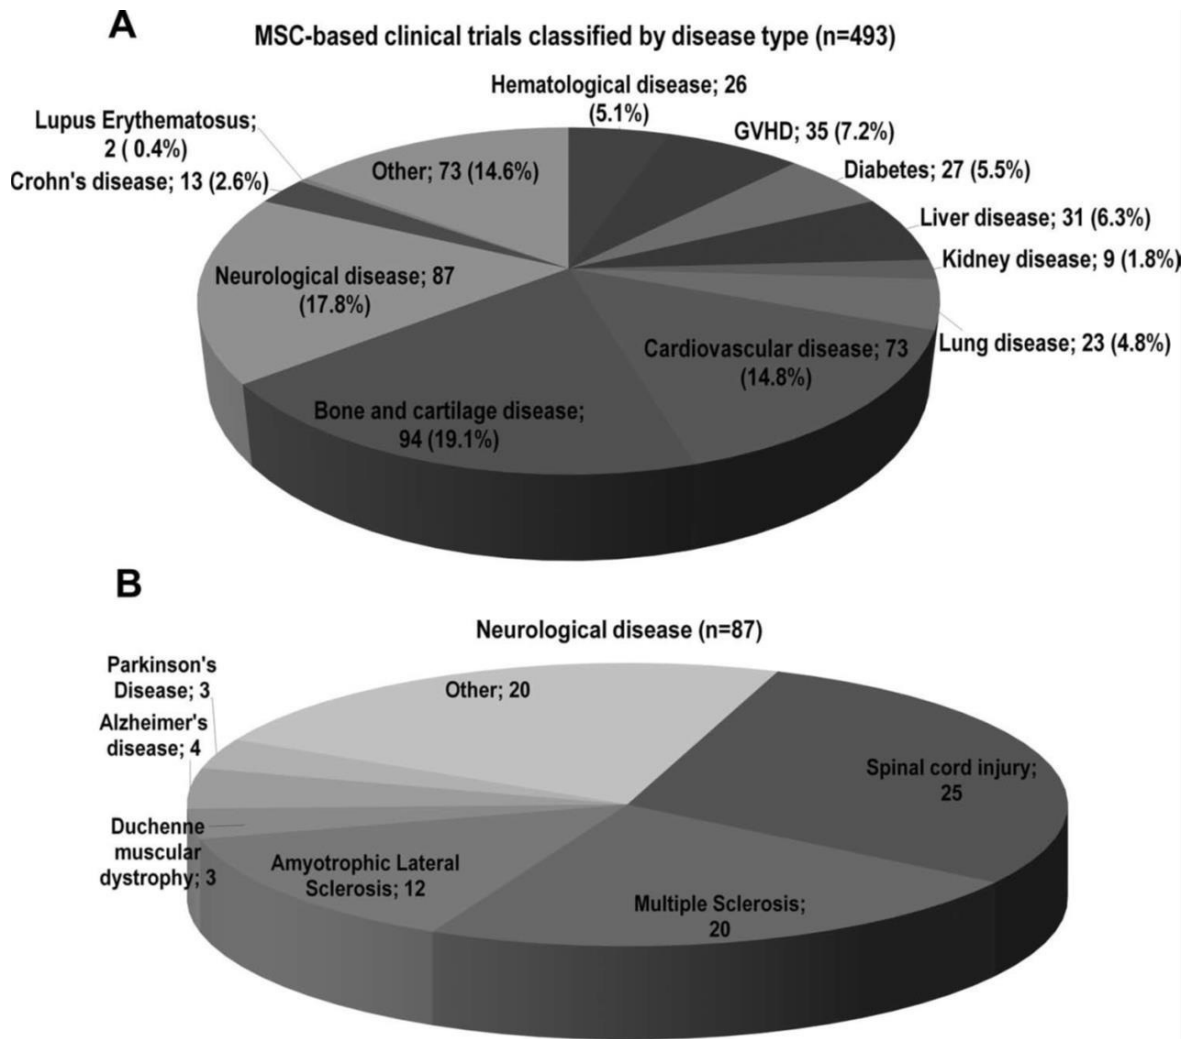 A
MSC-based clinical trials classified by disease type (n=493)
Hematological disease; 26
(5.1%)
GVHD; 35 (7.2%)
Diabetes; 27 (5.5%)
Liver disease; 31 (6.3%)
Kidney disease; 9 (1.8%)
Lung disease; 23 (4.8%)
Cardiovascular disease; 73
(14.8%)
Bone and cartilage disease;
94 (19.1%)
Neurological disease; 87
(17.8%)
Crohn's disease; 13 (2.6%)
Lupus Erythematosus;
2 ( 0.4%)
Other; 73 (14.6%)
B
Neurological disease (n=87)
Spinal cord injury;
25
Multiple Sclerosis;
20
Amyotrophic Lateral
Sclerosis; 12
Duchenne
muscular
dystrophy; 3
Alzheimer's
disease; 4
Parkinson's
Disease; 3
Other; 20